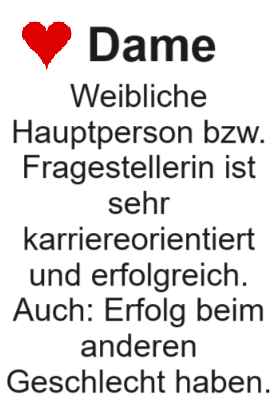 Dame
Weibliche
Hauptperson bzw.
Fragestellerin ist
sehr
karriereorientiert
und erfolgreich.
Auch: Erfolg beim
anderen
Geschlecht haben.